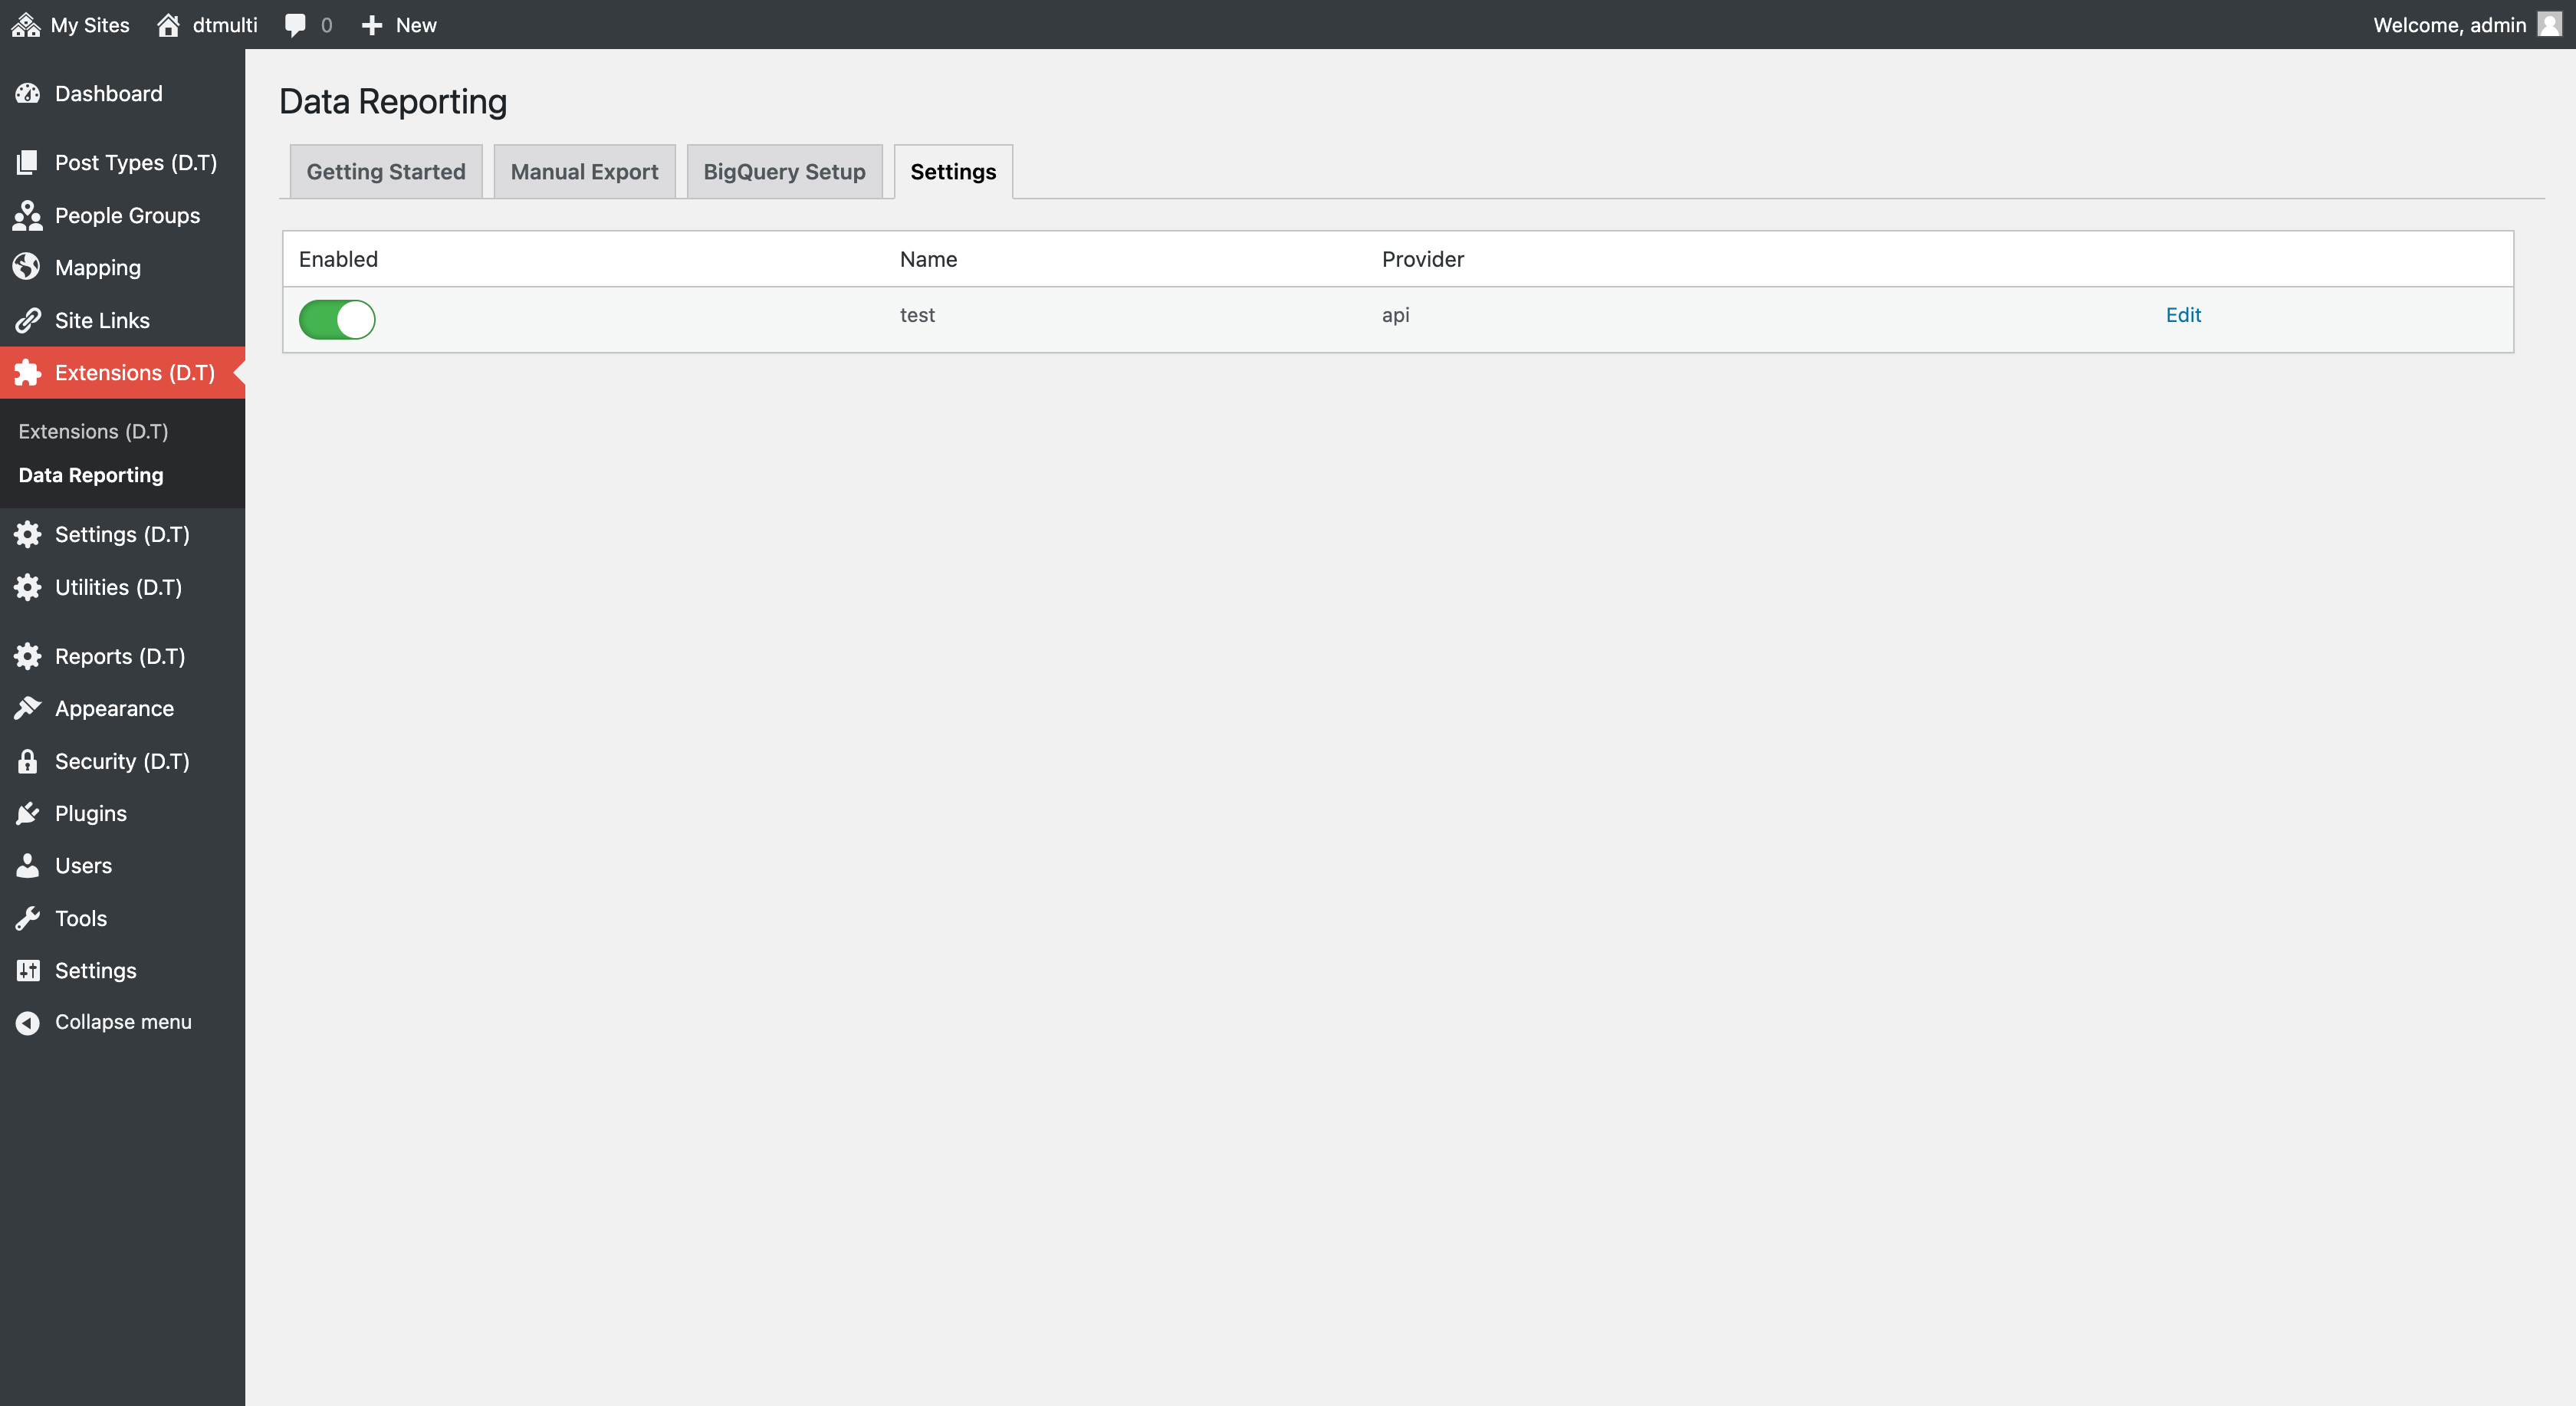 My Sites dtmulti 0 New Welcome, admin
Dashboard
Post Types (D.T)
People Groups
Mapping
Site Links
Extensions (D.T)
Extensions (D.T)
Data Reporting
Settings (D.T)
Utilities (D.T)
Reports (D.T)
Appearance
Security (D.T)
Plugins
Users
Tools
Settings
Collapse menu
Data Reporting
Getting Started Manual Export BigQuery Setup Settings
Enabled Name Provider
test api Edit